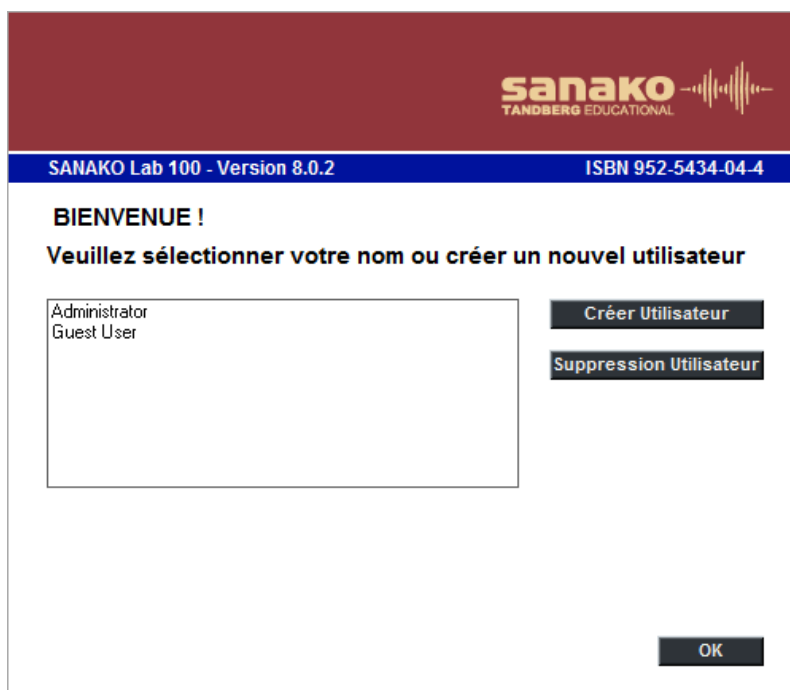 sanako
TANDBERG EDUCATIONAL
SANAKO Lab 100 - Version 8.0.2 ISBN 952-5434-04-4
BIENVENUE !
Veuillez sélectionner votre nom ou créer un nouvel utilisateur
Administrator
Guest User
Créer Utilisateur
Suppression Utilisateur
OK